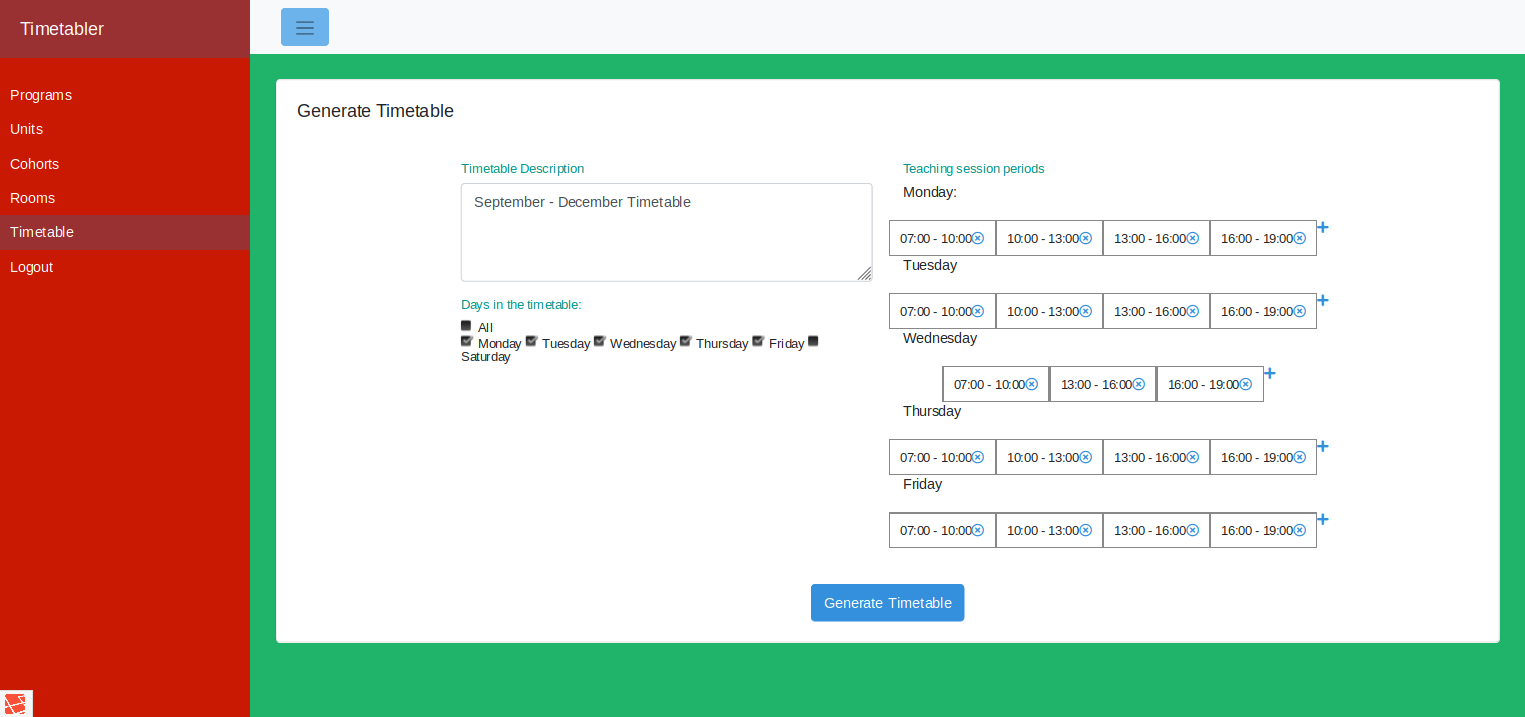 Timetabler
Programs
Units
Cohorts
Rooms
Timetable
Logout
Generate Timetable
Timetable Description
September - December Timetable
Days in the timetable:
All
Monday Tuesday Wednesday Thursday Friday
Saturday
Teaching session periods
Monday:
07:00 - 10:00 10:00 - 13:00 13:00 - 16:00 16:00 - 19:00 +
Tuesday
07:00 - 10:00 10:00 - 13:00 13:00 - 16:00 16:00 - 19:00 +
Wednesday
07:00 - 10:00 13:00 - 16:00 16:00 - 19:00 +
Thursday
07:00 - 10:00 10:00 - 13:00 13:00 - 16:00 16:00 - 19:00 +
Friday
07:00 - 10:00 10:00 - 13:00 13:00 - 16:00 16:00 - 19:00 +
Generate Timetable